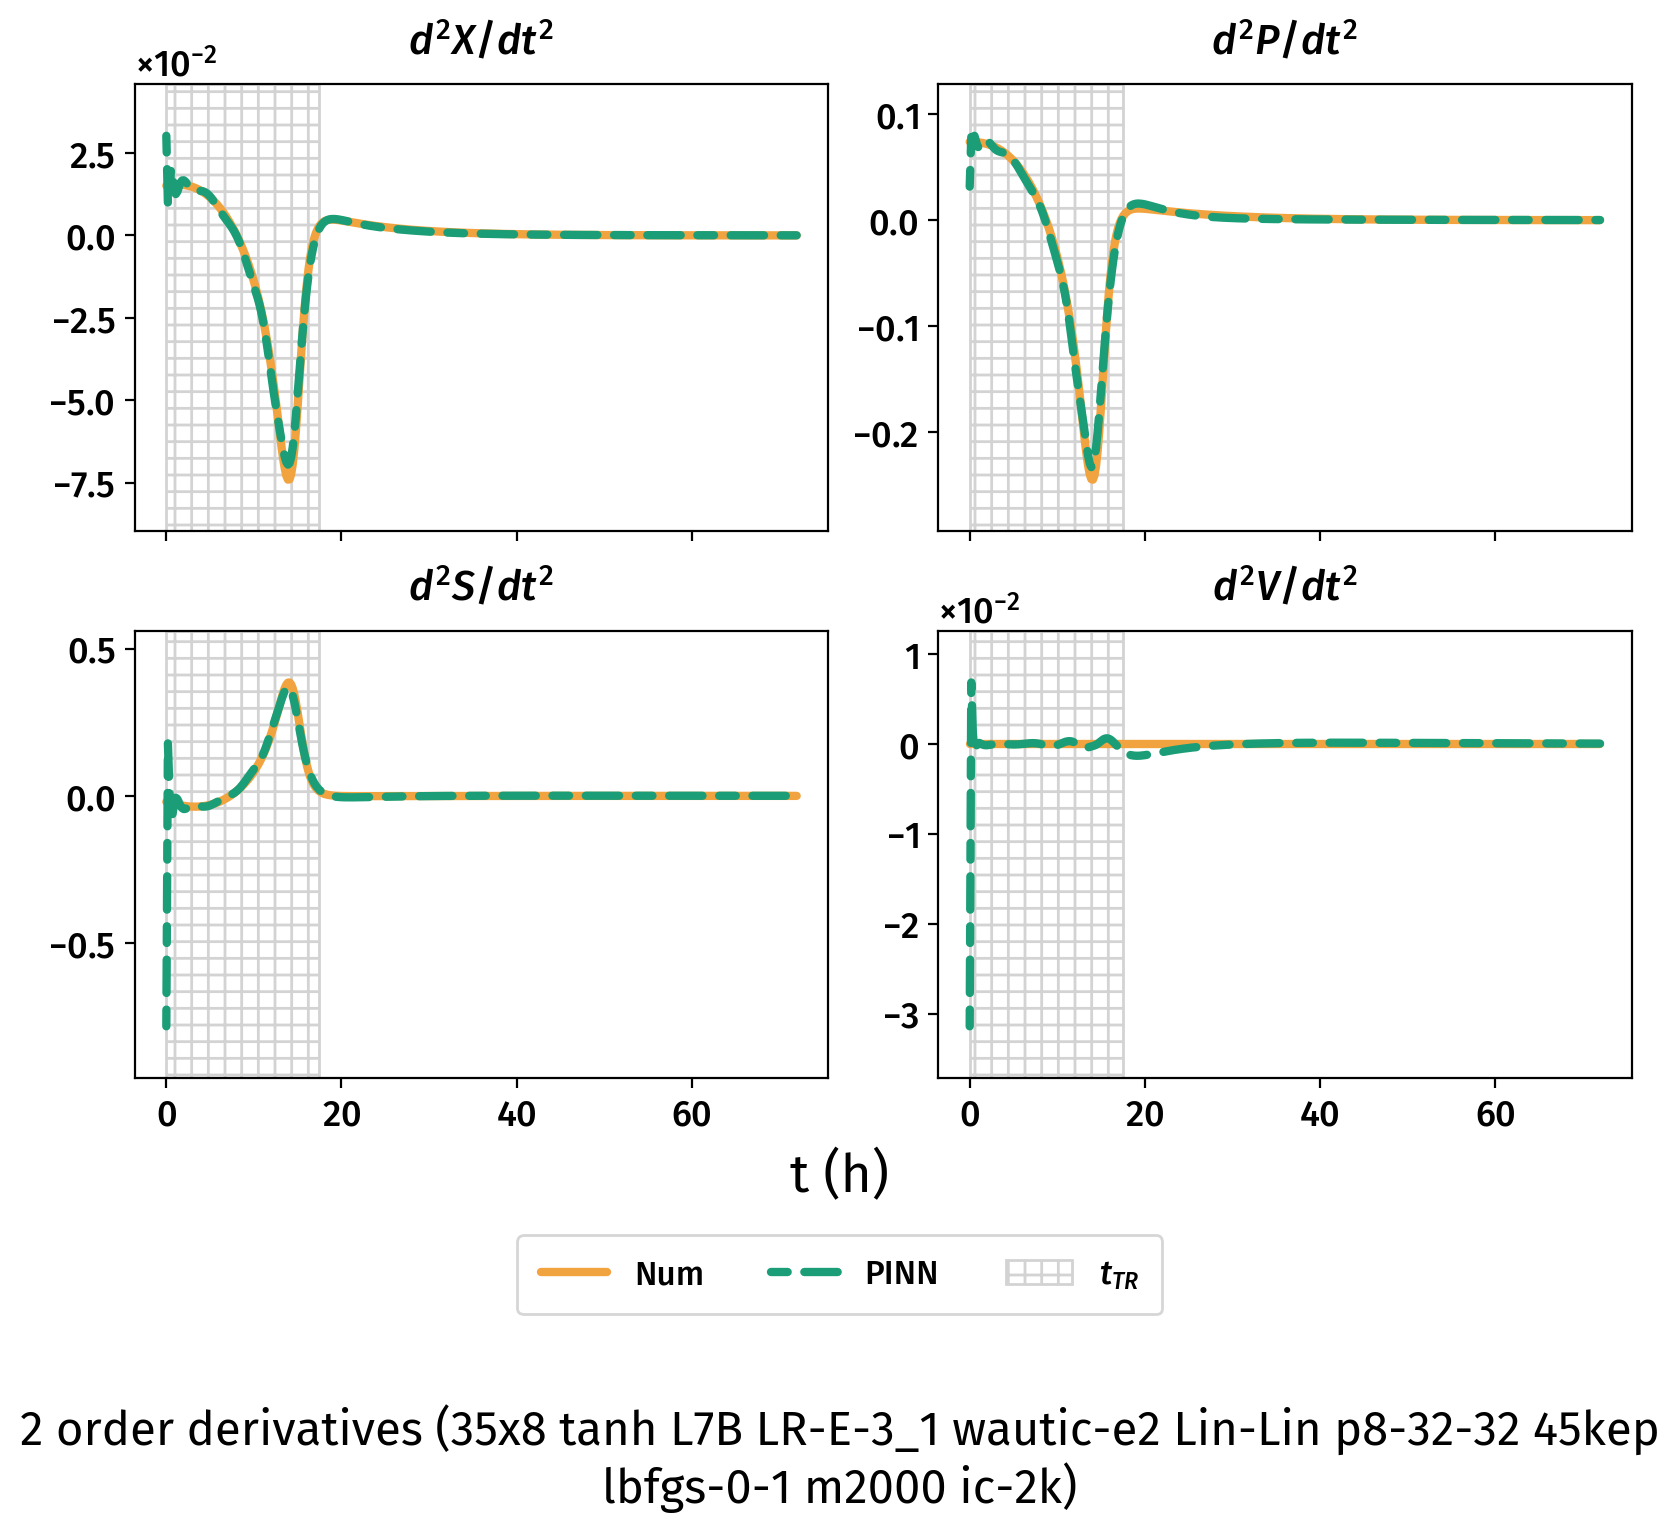 d²X/dt²
d²P/dt²
×10⁻²
2.5
0.0
−2.5
−5.0
−7.5
0.1
0.0
−0.1
−0.2
d²S/dt²
d²V/dt²
×10⁻²
0.5
0.0
−0.5
1
0
−1
−2
−3
0 20 40 60
0 20 40 60
t (h)
Num PINN t_TR
2 order derivatives (35x8 tanh L7B LR-E-3_1 wautic-e2 Lin-Lin p8-32-32 45kep
lbfgs-0-1 m2000 ic-2k)